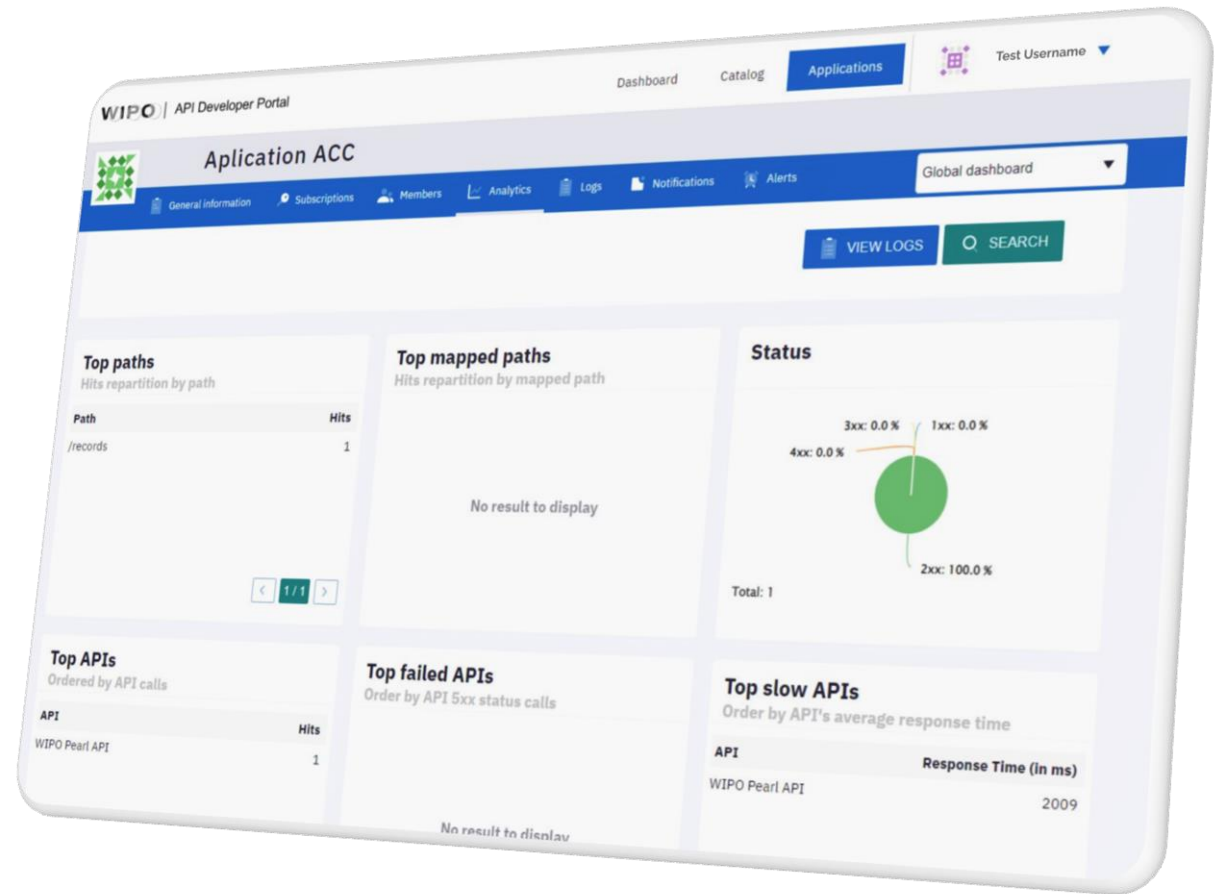 WIPO | API Developer Portal
Dashboard
Catalog
Applications
Test Username
Aplication ACC
General information
Subscriptions
Members
Analytics
Logs
Notifications
Alerts
Global dashboard
VIEW LOGS
SEARCH
Top paths
Hits repartition by path
Path Hits
/records 1
1 / 1
Top mapped paths
Hits repartition by mapped path
No result to display
Status
3xx: 0.0 % 1xx: 0.0 %
4xx: 0.0 %
2xx: 100.0 %
Total: 1
Top APIs
Ordered by API calls
API Hits
WIPO Pearl API 1
Top failed APIs
Order by API 5xx status calls
No result to display
Top slow APIs
Order by API's average response time
API Response Time (in ms)
WIPO Pearl API 2009